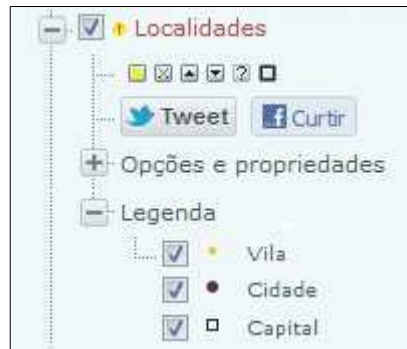 Localidades
?
Tweet Curtir
Opções e propriedades
Legenda
Vila
Cidade
Capital